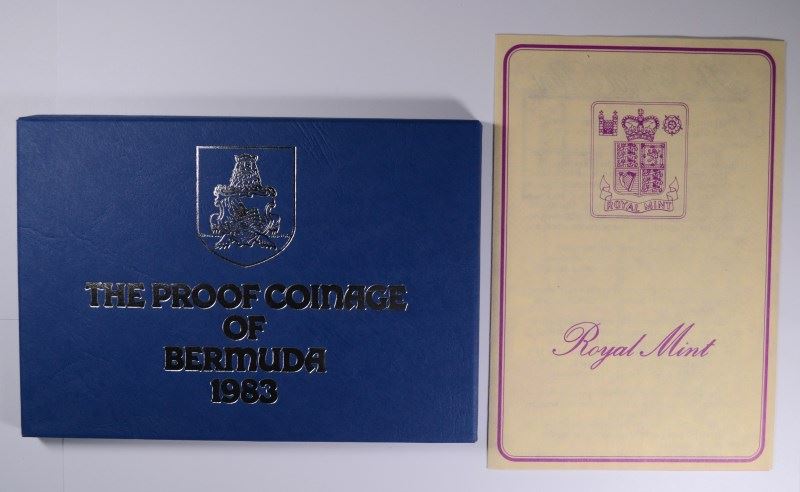 THE PROOF COINAGE
OF
BERMUDA
1983
ROYAL MINT
Royal Mint